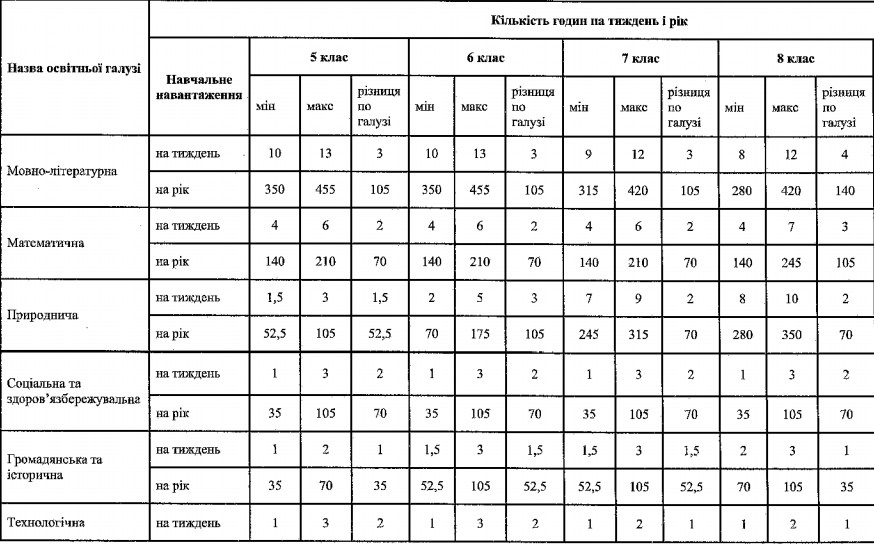 Кількість годин на тиждень і рік
Назва освітньої галузі
Навчальне
навантаження
5 клас 6 клас 7 клас 8 клас
мін макс різниця по галузі мін макс різниця по галузі мін макс різниця по галузі мін макс різниця по галузі
Мовно-літературна
на тиждень 10 13 3 10 13 3 9 12 3 8 12 4
на рік 350 455 105 350 455 105 315 420 105 280 420 140
Математична
на тиждень 4 6 2 4 6 2 4 6 2 4 7 3
на рік 140 210 70 140 210 70 140 210 70 140 245 105
Природнича
на тиждень 1,5 3 1,5 2 5 3 7 9 2 8 10 2
на рік 52,5 105 52,5 70 175 105 245 315 70 280 350 70
Соціальна та
здоров'язбережувальна
на тиждень 1 3 2 1 3 2 1 3 2 1 3 2
на рік 35 105 70 35 105 70 35 105 70 35 105 70
Громадянська та
історична
на тиждень 1 2 1 1,5 3 1,5 1,5 3 1,5 2 3 1
на рік 35 70 35 52,5 105 52,5 52,5 105 52,5 70 105 35
Технологічна
на тиждень 1 3 2 1 3 2 1 2 1 1 2 1